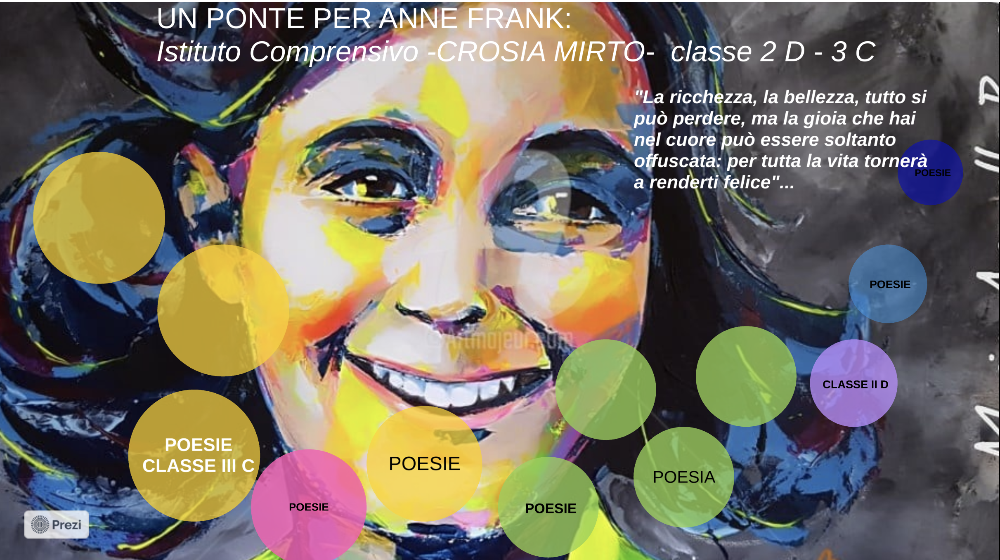 UN PONTE PER ANNE FRANK:
Istituto Comprensivo -CROSIA MIRTO-  classe 2 D - 3 C
"La ricchezza, la bellezza, tutto si
può perdere, ma la gioia che hai
nel cuore può essere soltanto
offuscata: per tutta la vita tornerà
a renderti felice"...
POESIE
POESIE
Artmajeur.com
CLASSE II D
POESIE
CLASSE III C
POESIE
POESIE
POESIE
POESIA
Prezi